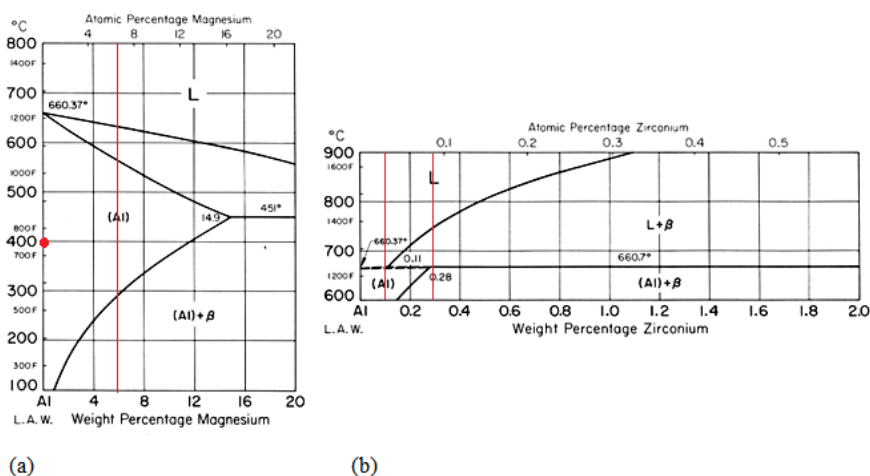 Atomic Percentage Magnesium
4 8 12 16 20
°C
800
1400F
700
L
660.37°
1200F
600
1000F
500
(Al)
14.9
451°
800F
400
700F
300
500F
(Al)+β
200
300F
100
Al 4 8 12 16 20
L.A.W. Weight Percentage Magnesium
(a)
Atomic Percentage Zirconium
0.1 0.2 0.3 0.4 0.5
°C
900
1600F
L
800
1400F
L+β
700
660.37°
0.11
660.7°
1200F
(Al)
0.28
(Al)+β
600
Al 0.2 0.4 0.6 0.8 1.0 1.2 1.4 1.6 1.8 2.0
L.A.W. Weight Percentage Zirconium
(b)